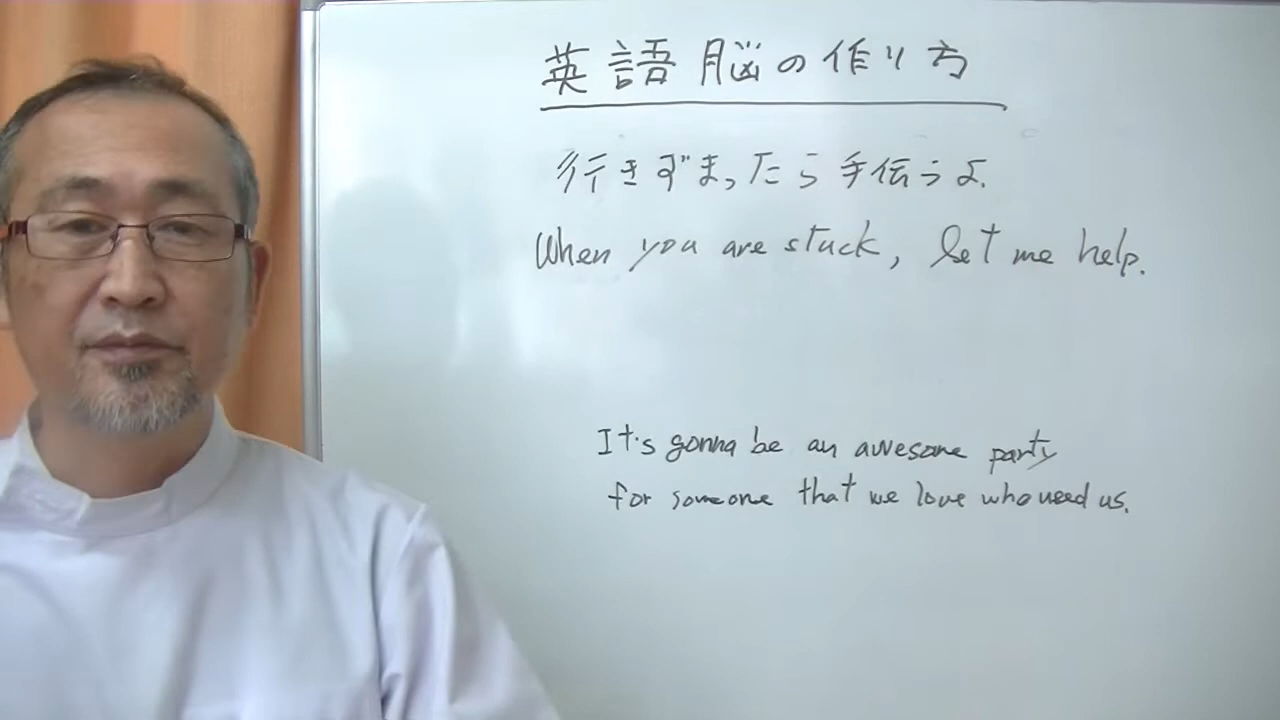 英語脳の作り方
行きずまったら手伝うよ.
When you are stuck, let me help.
It's gonna be an awesome party
for someone that we love who need us.